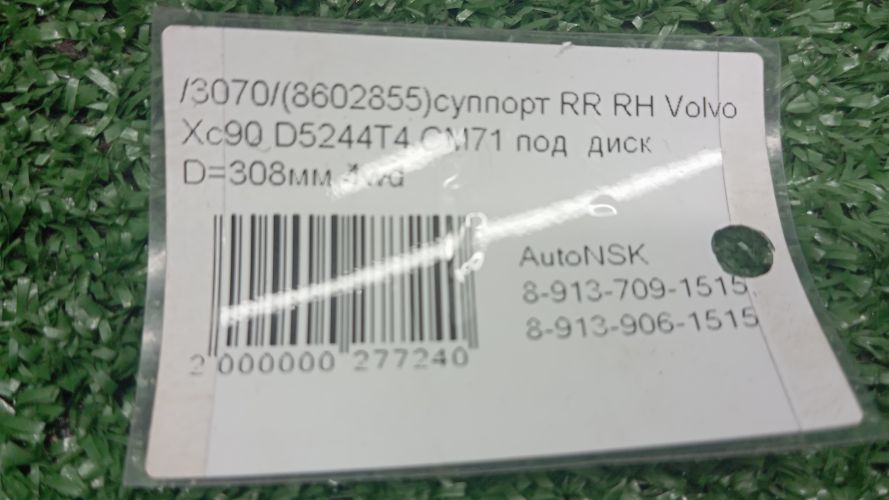 /3070/(8602855)суппорт RR RH Volvo
Xc90 D5244T4 CM71 под диск
D=308мм
AutoNSK
8-913-709-1515,
8-913-906-1515
2 000000 277240